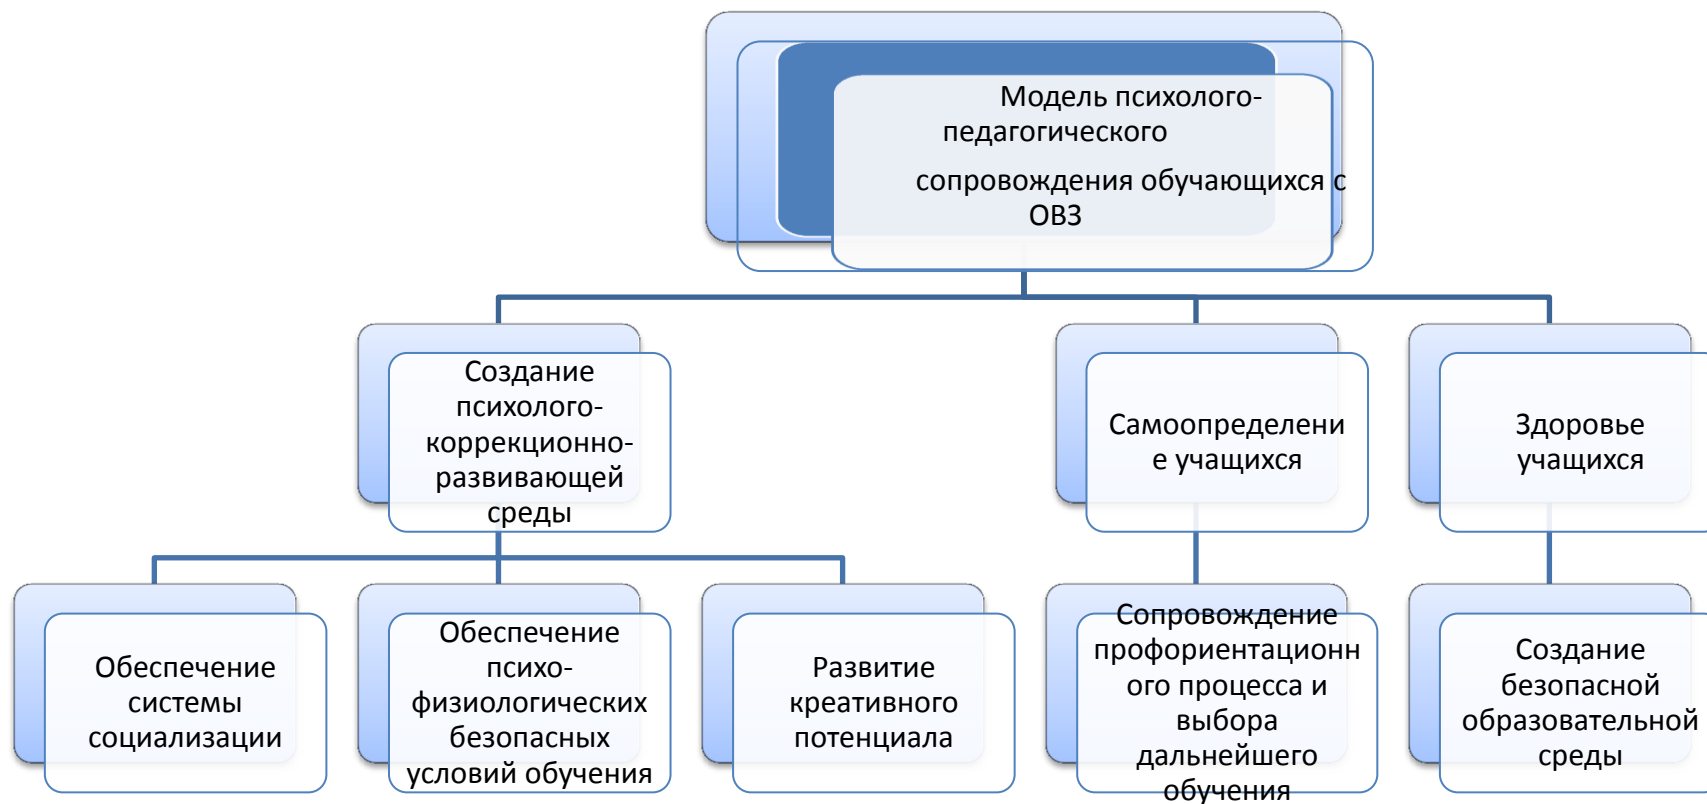 Модель психолого-
педагогического
сопровождения обучающихся с
ОВЗ
Создание
психолого-
коррекционно-
развивающей
среды
Самоопределени
е учащихся
Здоровье
учащихся
Обеспечение
системы
социализации
Обеспечение
психо-
физиологических
безопасных
условий обучения
Развитие
креативного
потенциала
Сопровождение
профориентационн
ого процесса и
выбора
дальнейшего
обучения
Создание
безопасной
образовательной
среды